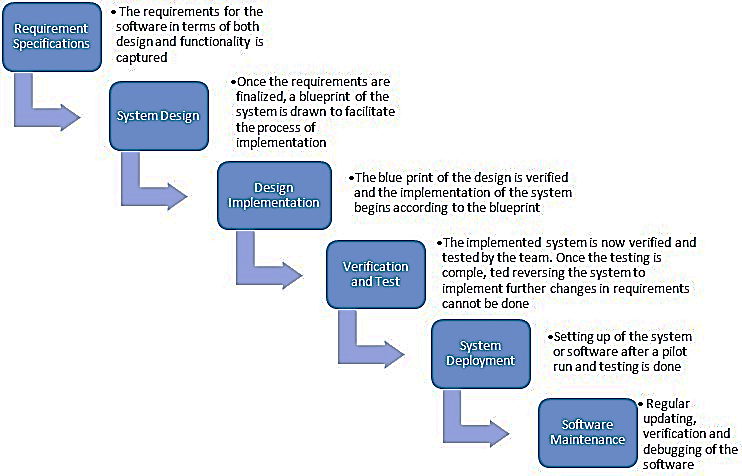 Requirement
Specifications
• The requirements for the
software in terms of both
design and functionality is
captured
System Design
•Once the requirements are
finalized, a blueprint of the
system is drawn to facilitate
the process of
implementation
Design
Implementation
•The blue print of the design is verified
and the implementation of the system
begins according to the blueprint
Verification
and Test
•The implemented system is now verified and
tested by the team. Once the testing is
comple, ted reversing the system to
implement further changes in requirements
cannot be done
System
Deployment
•Setting up of the system
or software after a pilot
run and testing is done
Software
Maintenance
• Regular
updating,
verification and
debugging of the
software